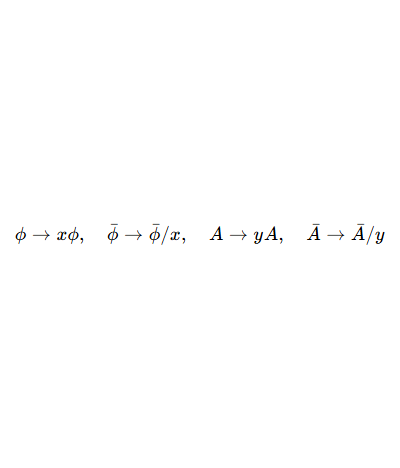 ϕ → xϕ, ϕ̄ → ϕ̄/x, A → yA, Ā → Ā/y